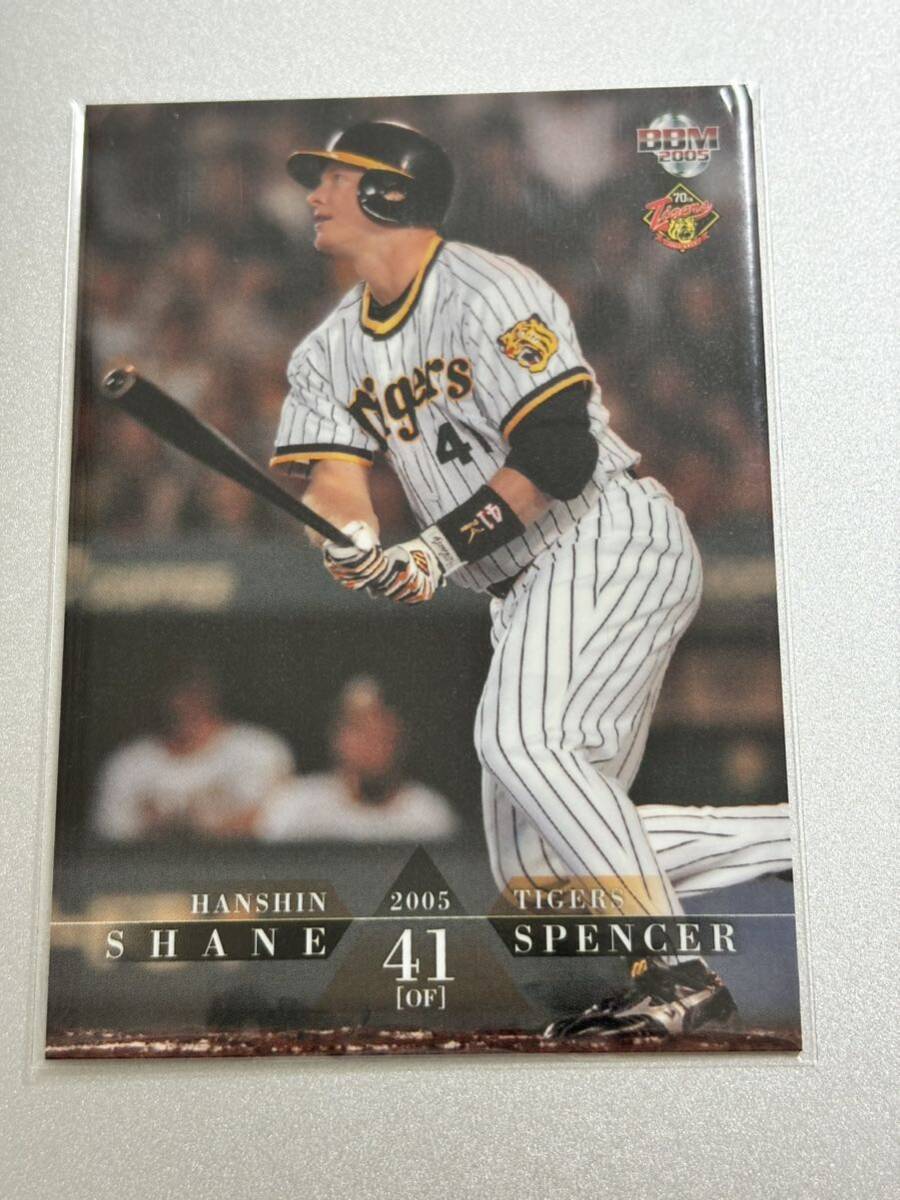 BBM
2005
70TH
Tigers
Tigers
41
41
HANSHIN 2005 TIGERS
SHANE 41 SPENCER
[OF]